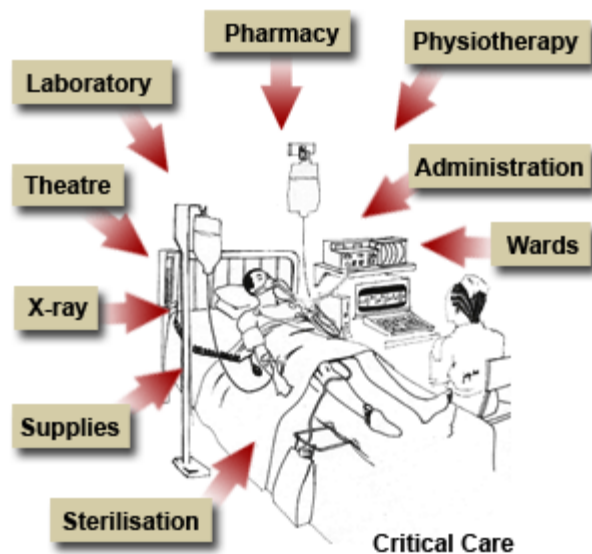 Pharmacy
Physiotherapy
Laboratory
Administration
Theatre
Wards
X-ray
Supplies
Sterilisation
Critical Care